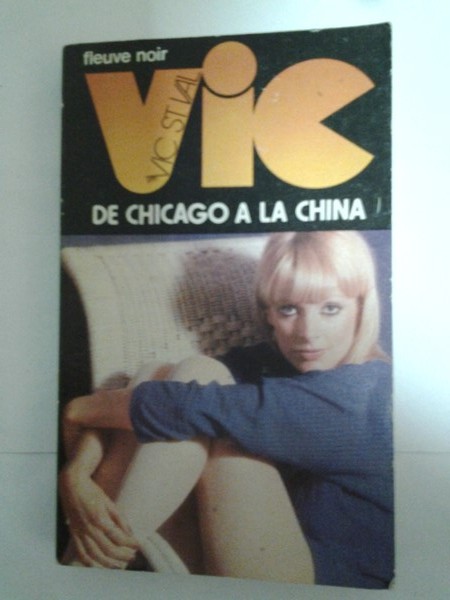 fleuve noir
VIC
VIC ST VAL
DE CHICAGO A LA CHINA